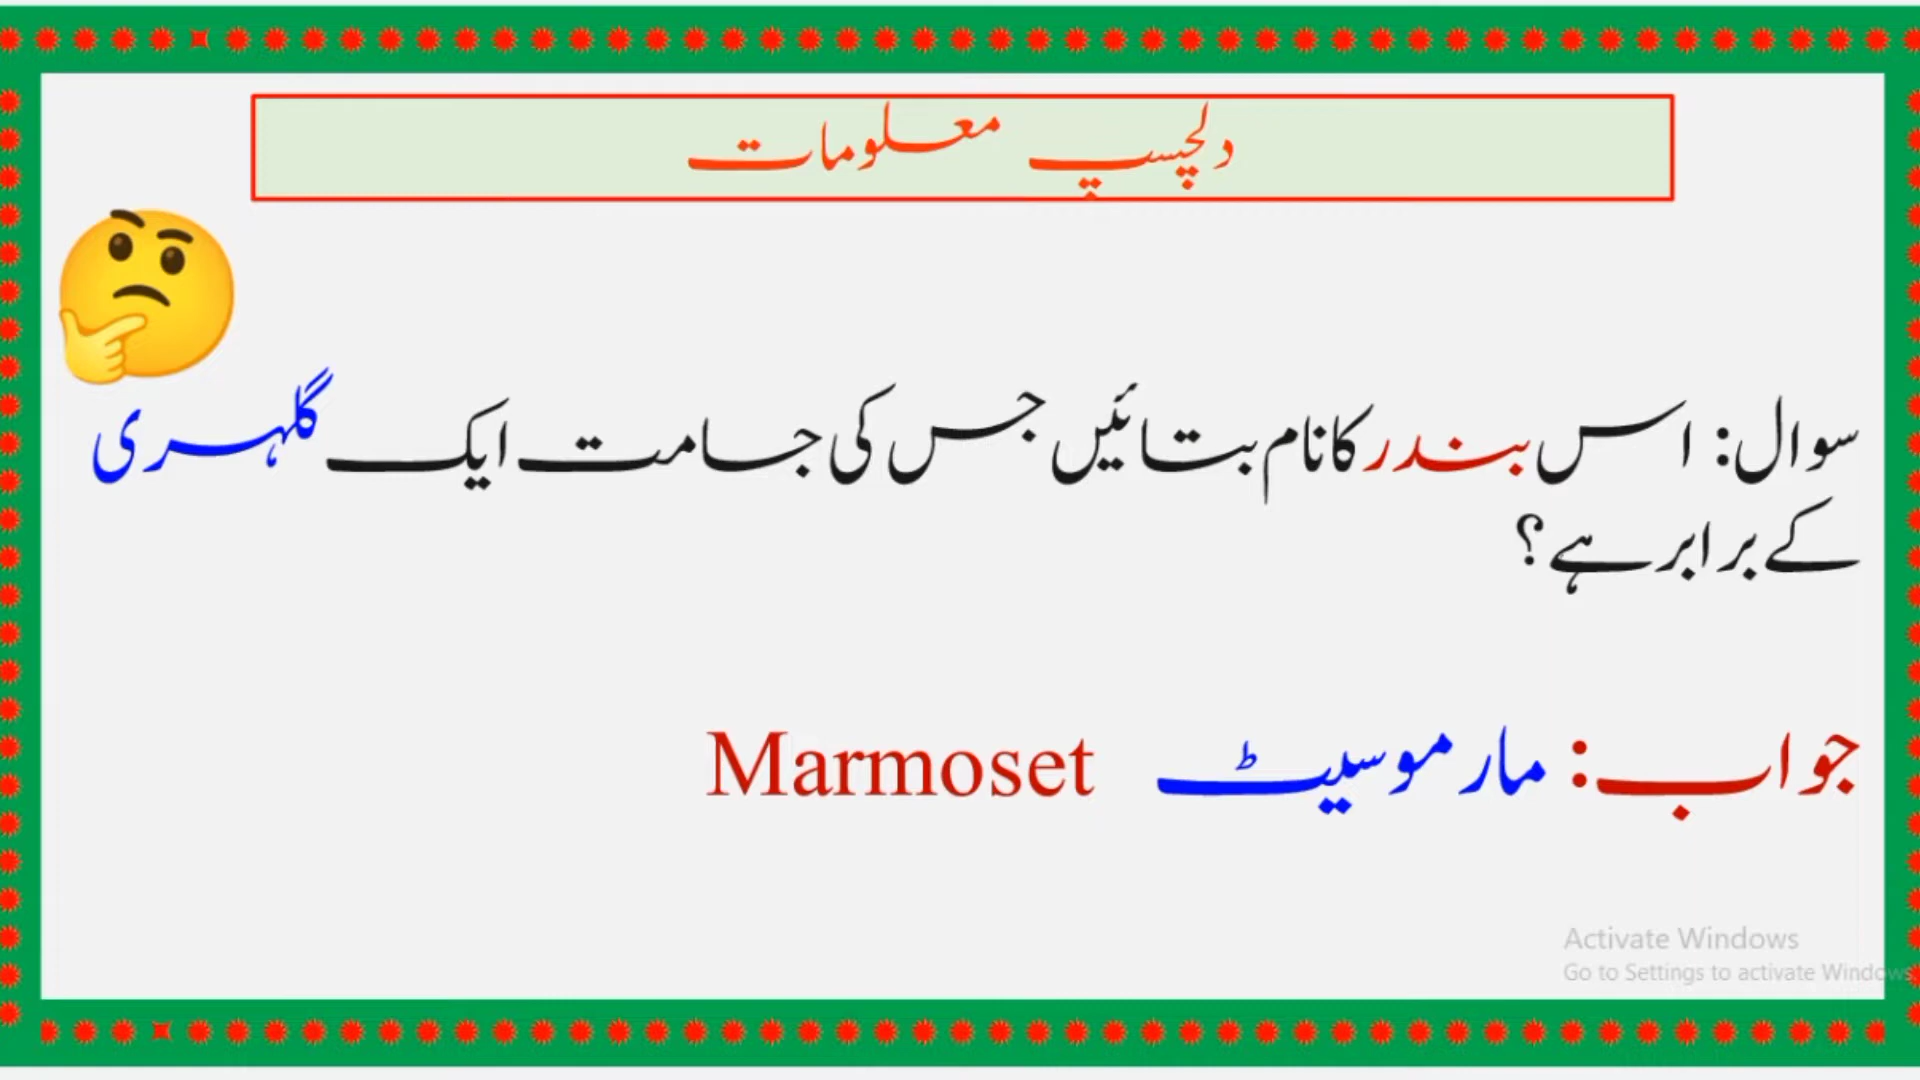 دلچسپ معلومات
سوال: اس بندر کا نام بتائیں جس کی جسامت ایک گلہری
کے برابر ہے؟
جواب: مارموسیٹ Marmoset
Activate Windows
Go to Settings to activate Windows